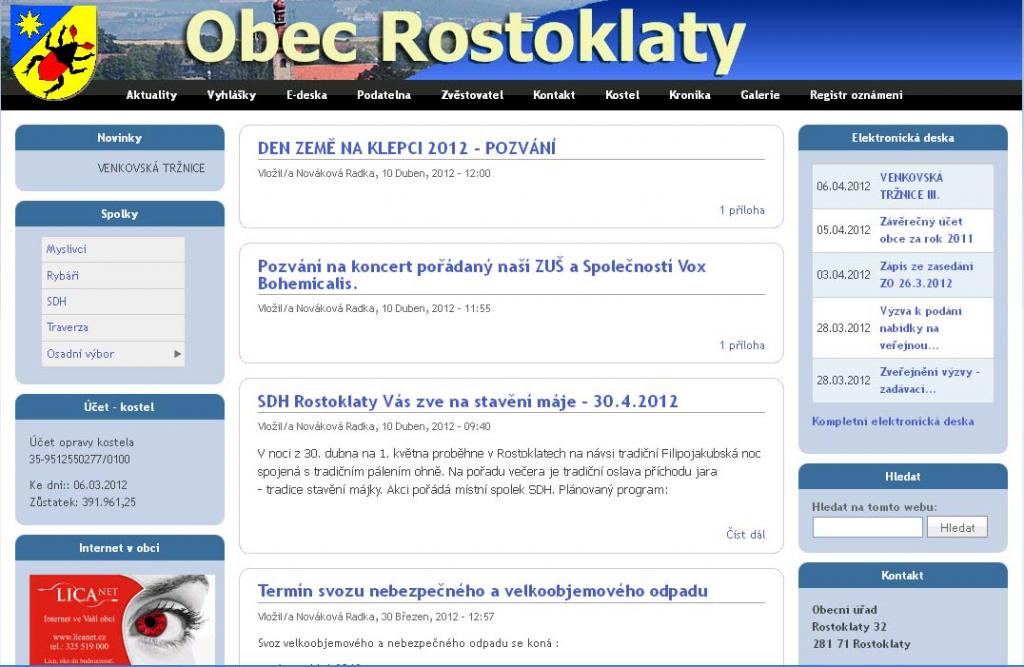 Obec Rostoklaty
Aktuality Vyhlášky E-deska Podatelna Zvěstovatel Kontakt Kostel Kronika Galerie Registr oznámení
Novinky
VENKOVSKÁ TRŽNICE
Spolky
Myslivci
Rybáři
SDH
Traverza
Osadní výbor
Účet - kostel
Účet opravy kostela
35-9512550277/0100
Ke dni:: 06.03.2012
Zůstatek: 391.961,25
Internet v obci
LICA NET
Internet ve Vaší obci
www.licanet.cz
tel.: 325 519 000
Lica, oko do budoucnosti.
DEN ZEMĚ NA KLEPCI 2012 - POZVÁNÍ
Vložil/a Nováková Radka, 10 Duben, 2012 - 12:00
1 příloha
Pozvání na koncert pořádaný naší ZUŠ a Společností Vox
Bohemicalis.
Vložil/a Nováková Radka, 10 Duben, 2012 - 11:55
1 příloha
SDH Rostoklaty Vás zve na stavění máje - 30.4.2012
Vložil/a Nováková Radka, 10 Duben, 2012 - 09:40
V noci z 30. dubna na 1. května proběhne v Rostoklatech na návsi tradiční Filipojakubská noc
spojená s tradičním pálením ohně. Na pořadu večera je tradiční oslava příchodu jara
- tradice stavění májky. Akci pořádá místní spolek SDH. Plánovaný program:
Číst dál
Termín svozu nebezpečného a velkoobjemového odpadu
Vložil/a Nováková Radka, 30 Březen, 2012 - 12:57
Svoz velkoobjemového a nebezpečného odpadu se koná :
Elektronická deska
06.04.2012 VENKOVSKÁ
TRŽNICE III.
05.04.2012 Závěrečný účet
obce za rok 2011
03.04.2012 Zápis ze zasedání
ZO 26.3.2012
28.03.2012 Výzva k podání
nabídky na
veřejnou...
28.03.2012 Zveřejnění výzvy -
zadávací...
Kompletní elektronická deska
Hledat
Hledat na tomto webu:
Hledat
Kontakt
Obecní úřad
Rostoklaty 32
281 71 Rostoklaty